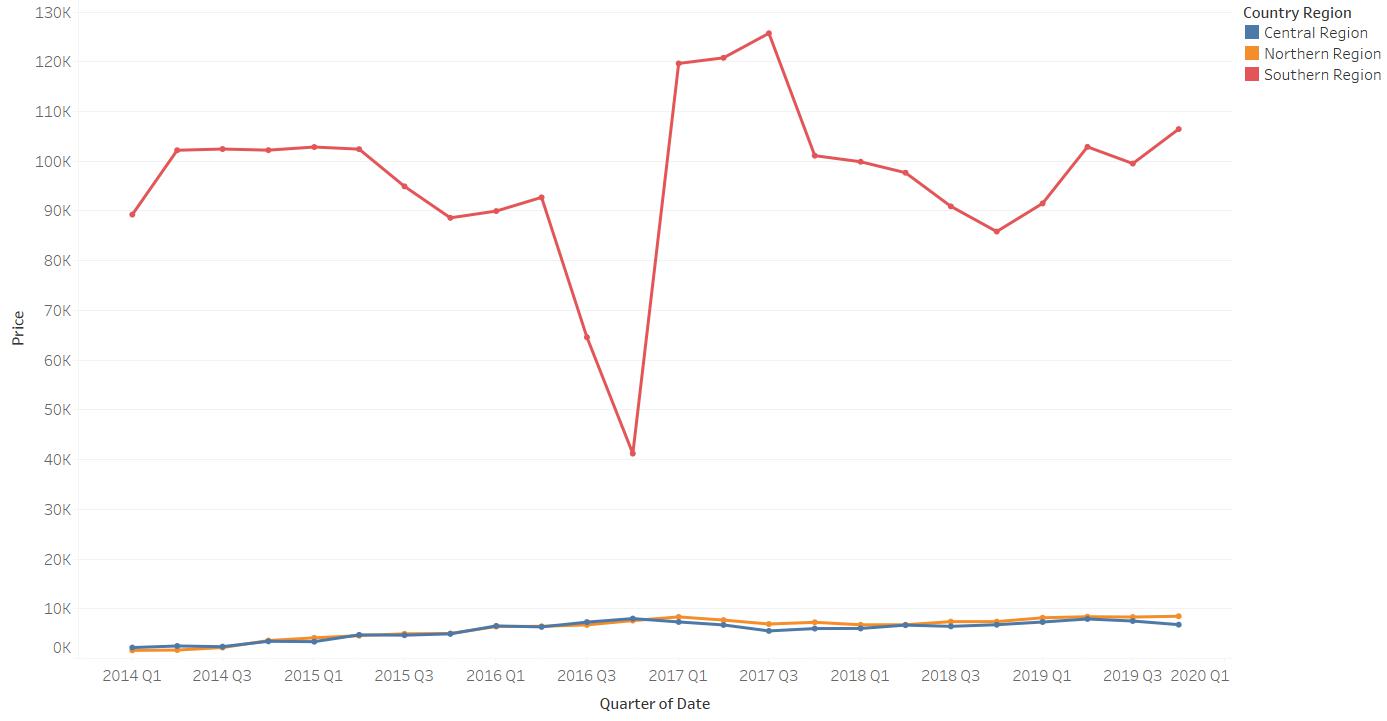 130K
120K
110K
100K
90K
80K
70K
60K
50K
40K
30K
20K
10K
0K
Price
2014 Q1 2014 Q3 2015 Q1 2015 Q3 2016 Q1 2016 Q3 2017 Q1 2017 Q3 2018 Q1 2018 Q3 2019 Q1 2019 Q3 2020 Q1
Quarter of Date
Country Region
Central Region
Northern Region
Southern Region